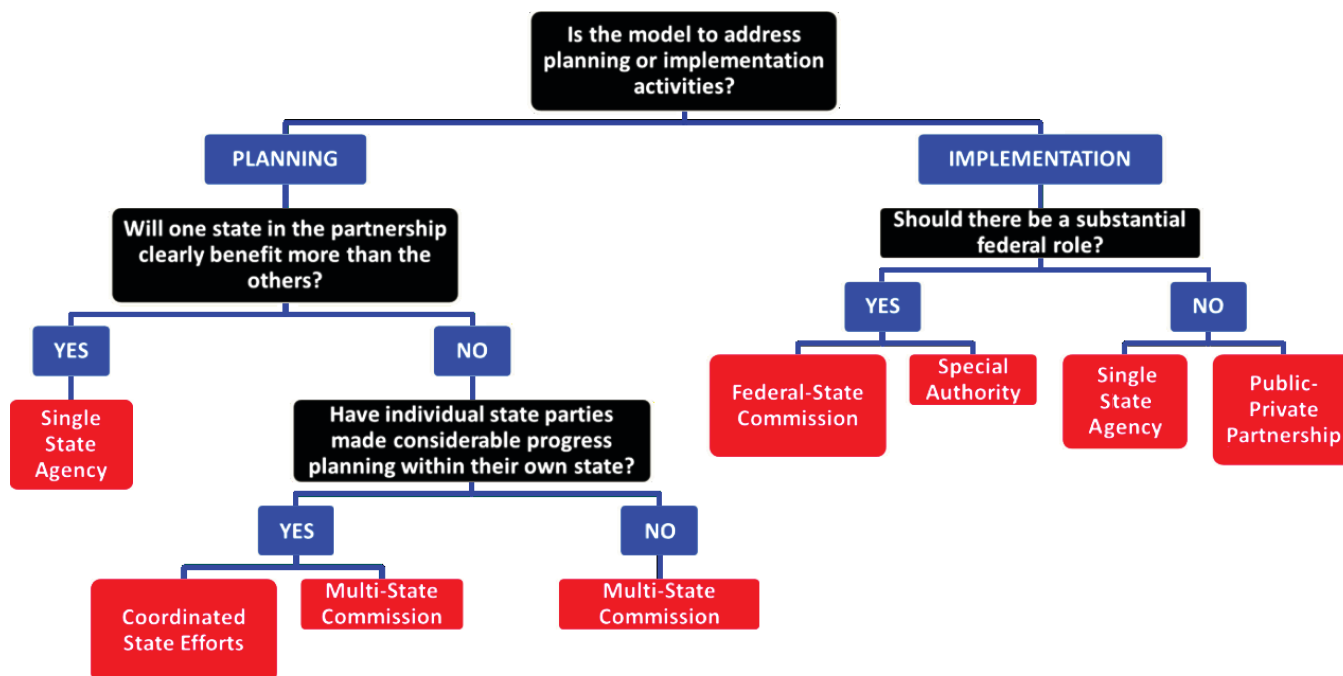 Is the model to address
planning or implementation
activities?
PLANNING
IMPLEMENTATION
Will one state in the partnership
clearly benefit more than the
others?
Should there be a substantial
federal role?
YES
NO
YES
NO
Single
State
Agency
Have individual state parties
made considerable progress
planning within their own state?
Federal-State
Commission
Special
Authority
Single
State
Agency
Public-
Private
Partnership
YES
NO
Coordinated
State Efforts
Multi-State
Commission
Multi-State
Commission